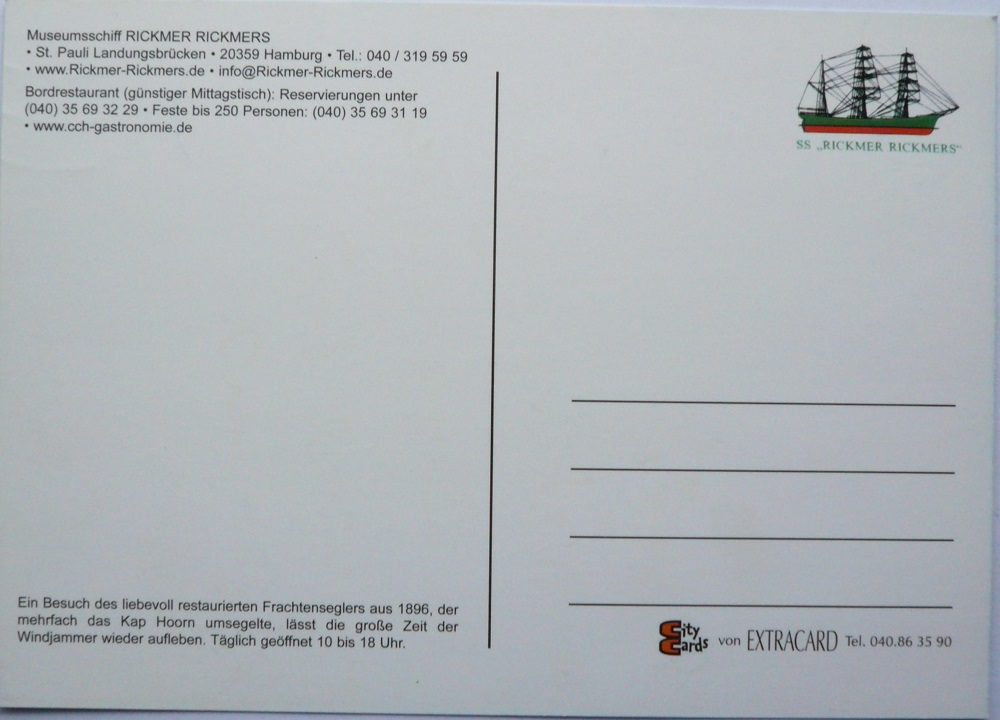 Museumsschiff RICKMER RICKMERS
• St. Pauli Landungsbrücken • 20359 Hamburg • Tel.: 040 / 319 59 59
• www.Rickmer-Rickmers.de • info@Rickmer-Rickmers.de
Bordrestaurant (günstiger Mittagstisch): Reservierungen unter
(040) 35 69 32 29 • Feste bis 250 Personen: (040) 35 69 31 19
• www.cch-gastronomie.de
SS „RICKMER RICKMERS“
Ein Besuch des liebevoll restaurierten Frachtenseglers aus 1896, der
mehrfach das Kap Hoorn umsegelte, lässt die große Zeit der
Windjammer wieder aufleben. Täglich geöffnet 10 bis 18 Uhr.
City
Cards von EXTRACARD Tel. 040.86 35 90